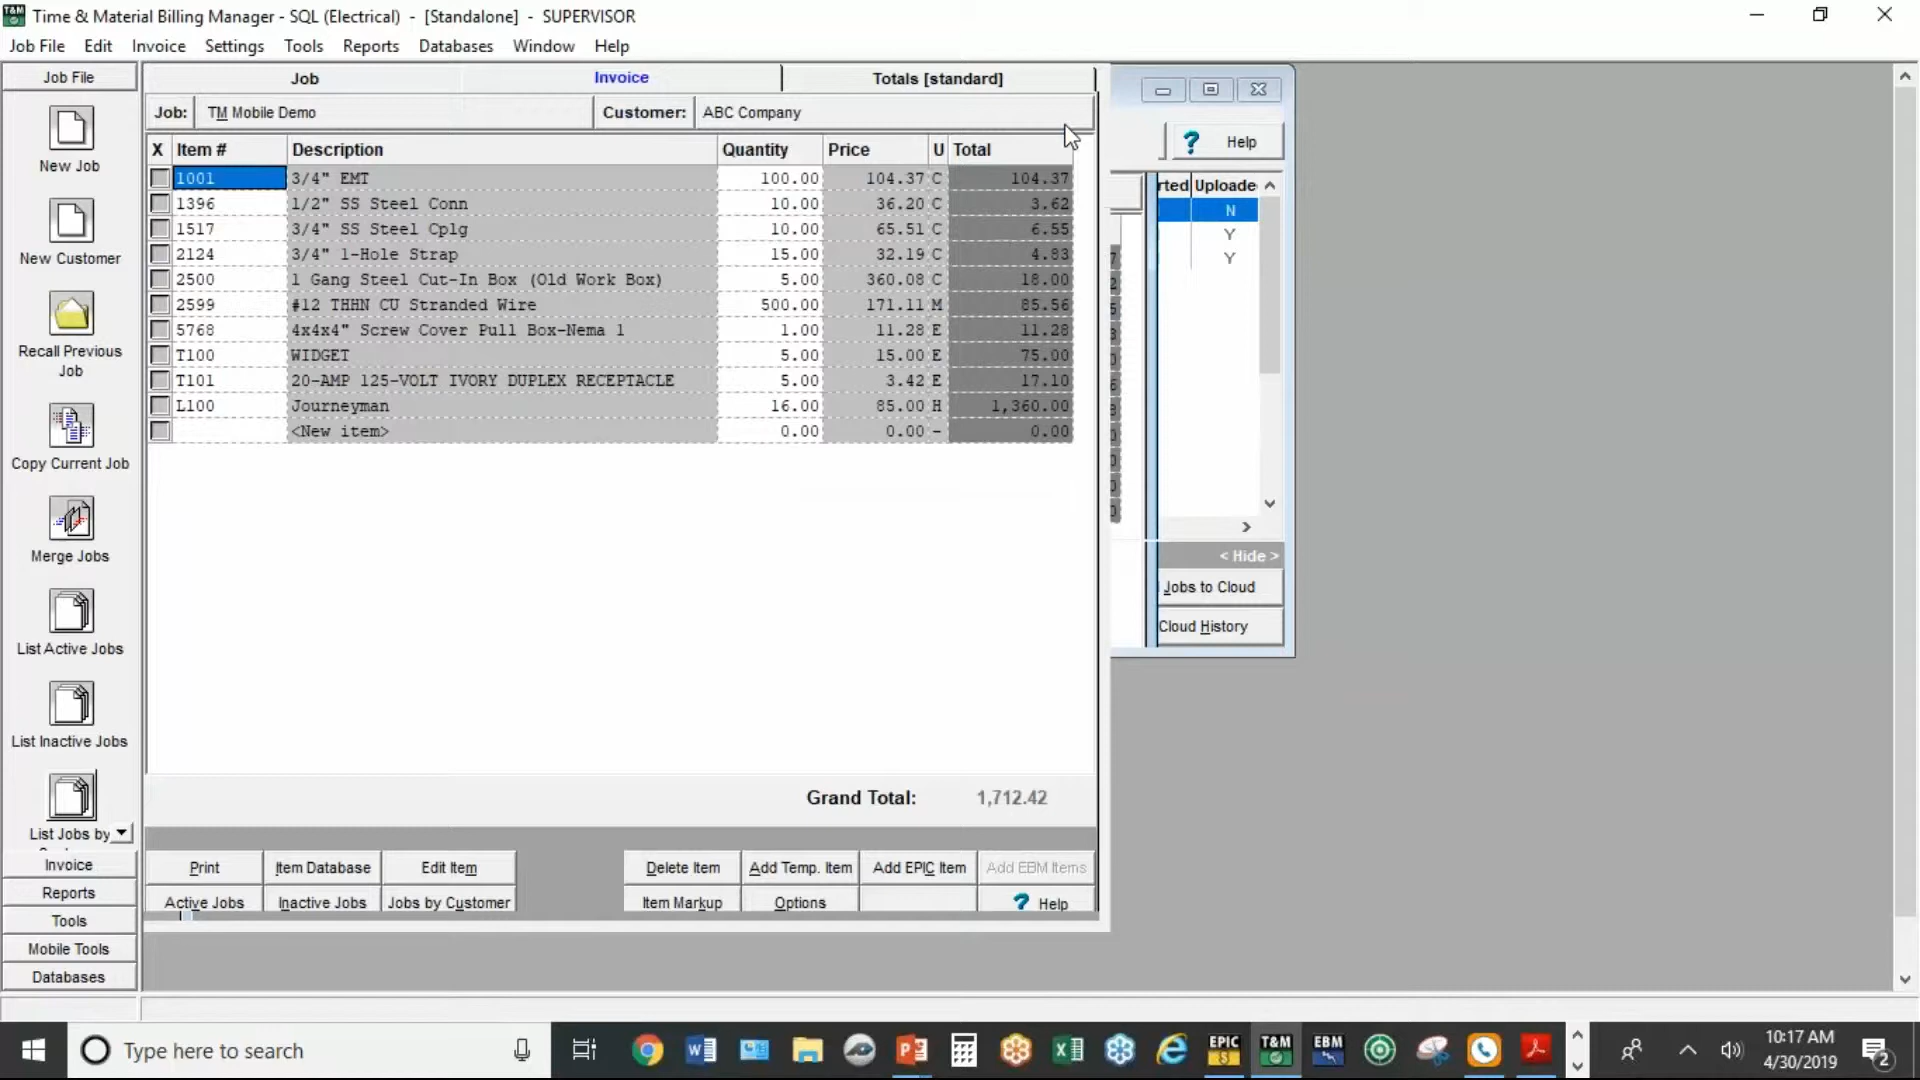 Time & Material Billing Manager - SQL (Electrical) - [Standalone] - SUPERVISOR
Job File Edit Invoice Settings Tools Reports Databases Window Help
Job File
New Job
New Customer
Recall Previous
Job
Copy Current Job
Merge Jobs
List Active Jobs
List Inactive Jobs
List Jobs by
Invoice
Reports
Tools
Mobile Tools
Databases
Job Invoice Totals [standard]
Job: TM Mobile Demo Customer: ABC Company
X Item # Description Quantity Price U Total
1001 3/4" EMT 100.00 104.37 C 104.37
1396 1/2" SS Steel Conn 10.00 36.20 C 3.62
1517 3/4" SS Steel Cplg 10.00 65.51 C 6.55
2124 3/4" 1-Hole Strap 15.00 32.19 C 4.83
2500 1 Gang Steel Cut-In Box (Old Work Box) 5.00 360.08 C 18.00
2599 #12 THHN CU Stranded Wire 500.00 171.11 M 85.56
5768 4x4x4" Screw Cover Pull Box-Nema 1 1.00 11.28 E 11.28
T100 WIDGET 5.00 15.00 E 75.00
T101 20-AMP 125-VOLT IVORY DUPLEX RECEPTACLE 5.00 3.42 E 17.10
L100 Journeyman 16.00 85.00 H 1,360.00
<New item> 0.00 0.00 - 0.00
Grand Total: 1,712.42
Print Item Database Edit Item Delete Item Add Temp. Item Add EPIC Item Add EBM Items
Active Jobs Inactive Jobs Jobs by Customer Item Markup Options ? Help
? Help
rted Uploade
N
Y
Y
< Hide >
Jobs to Cloud
Cloud History
Type here to search
EPIC
$
T&M
EBM
10:17 AM
4/30/2019
2